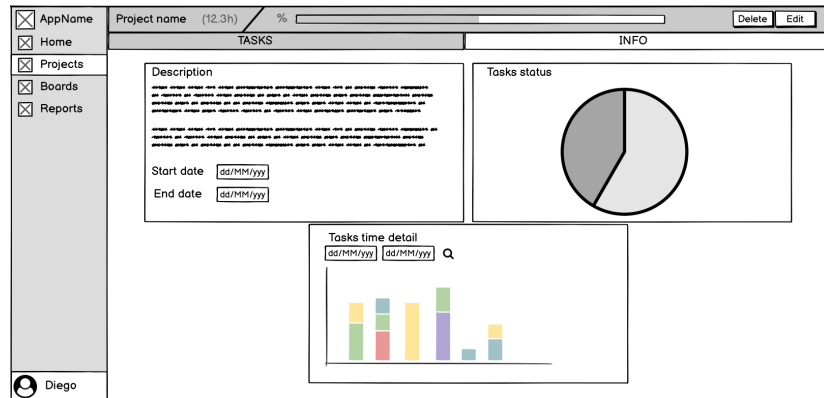 AppName
Home
Projects
Boards
Reports
Diego
Project name (12.3h) %
Delete Edit
TASKS INFO
Description
Start date dd/MM/yyy
End date dd/MM/yyy
Tasks status
Tasks time detail
dd/MM/yyy dd/MM/yyy